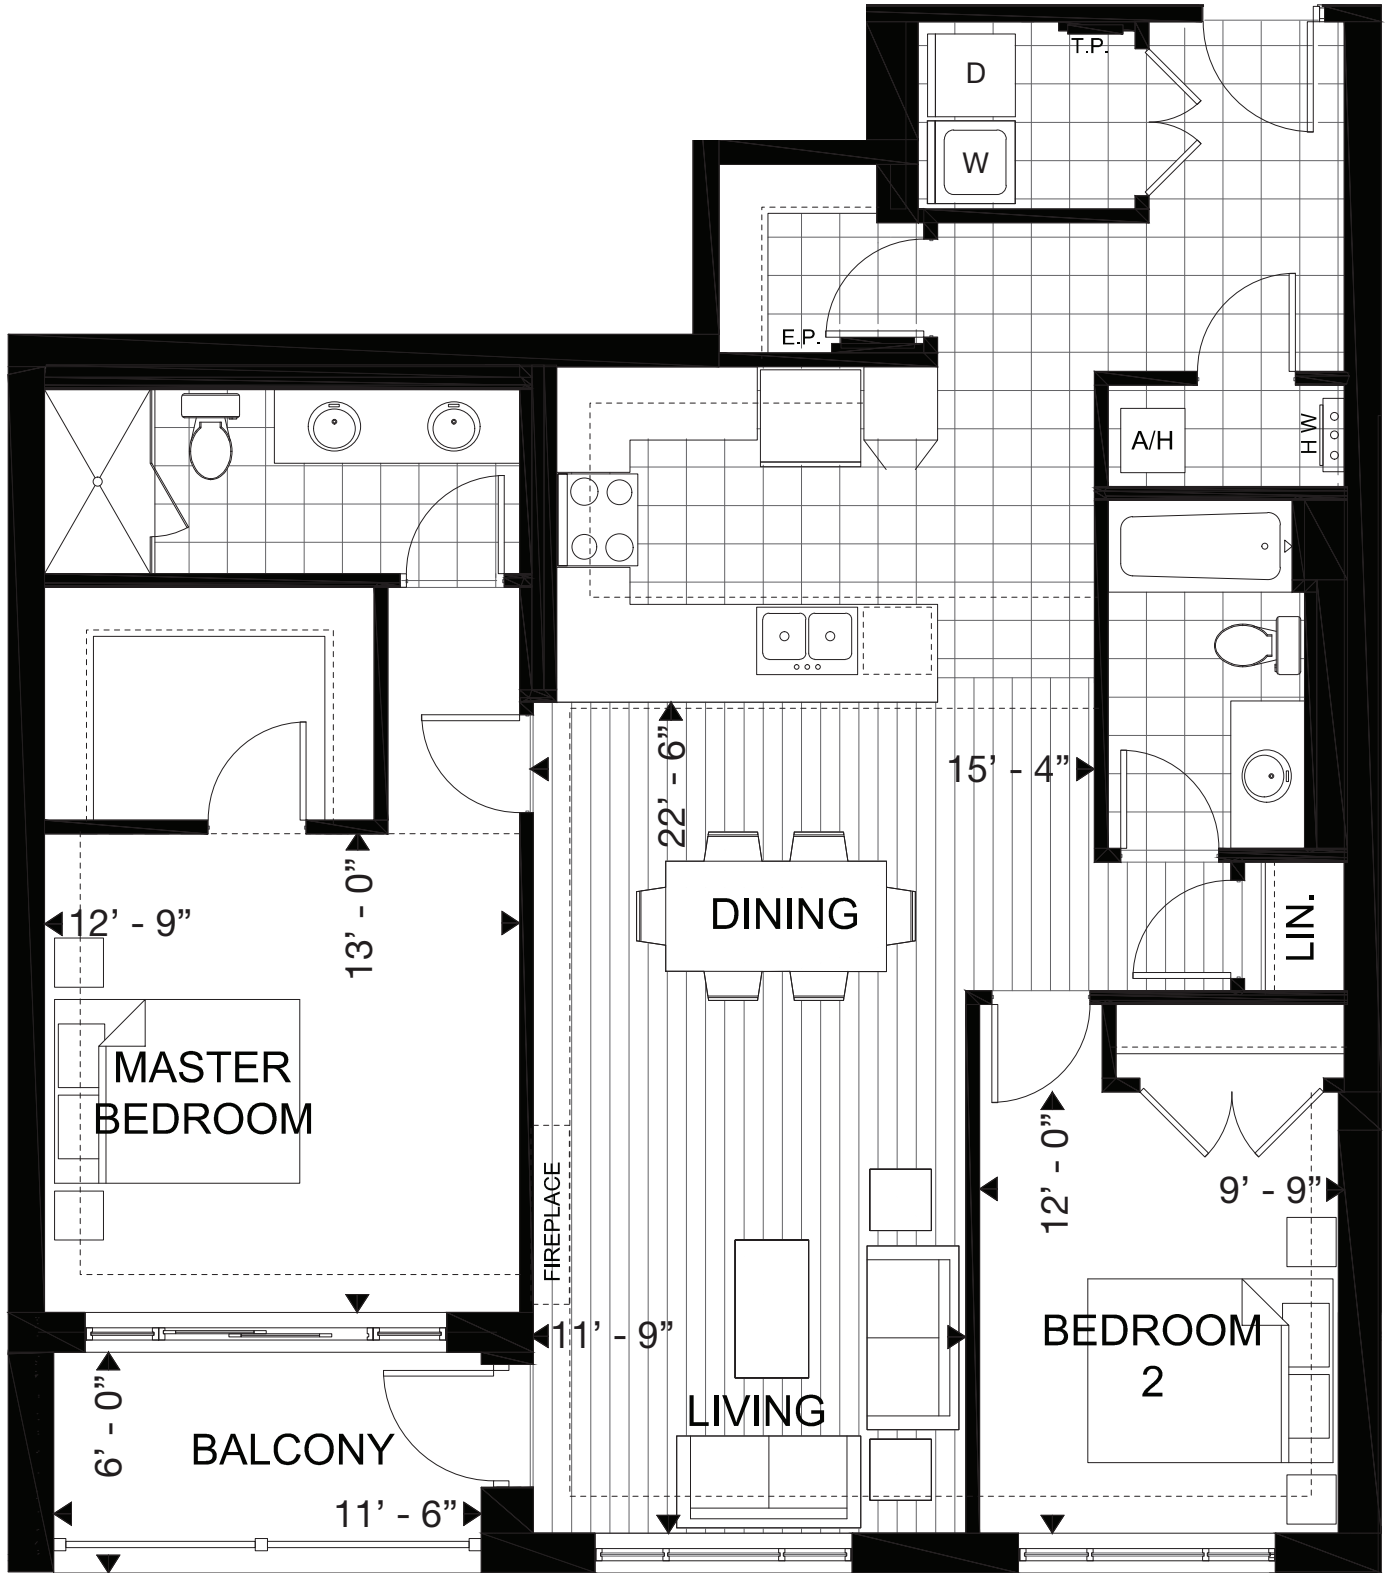 T.P.
D
W
E.P.
A/H
H W
15' - 4"
22' - 6"
DINING
12' - 9"
13' - 0"
LIN.
MASTER
BEDROOM
FIREPLACE
12' - 0"
9' - 9"
11' - 9"
BEDROOM
2
LIVING
6' - 0"
BALCONY
11' - 6"